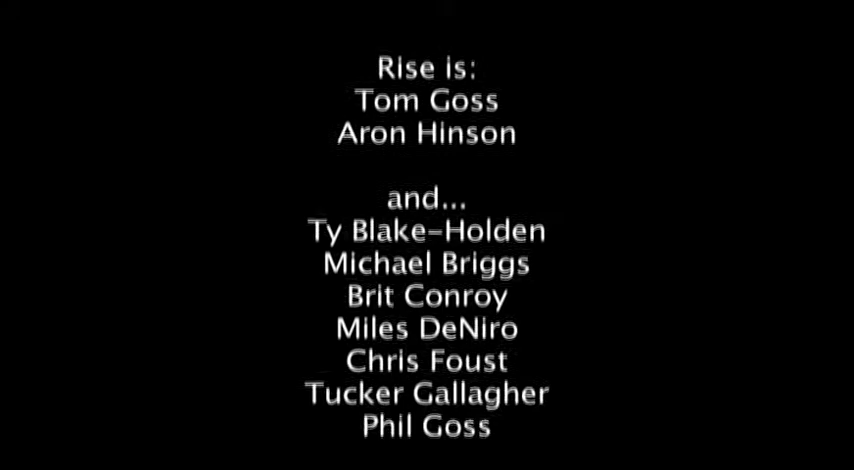 Rise is:
Tom Goss
Aron Hinson
and...
Ty Blake-Holden
Michael Briggs
Brit Conroy
Miles DeNiro
Chris Foust
Tucker Gallagher
Phil Goss